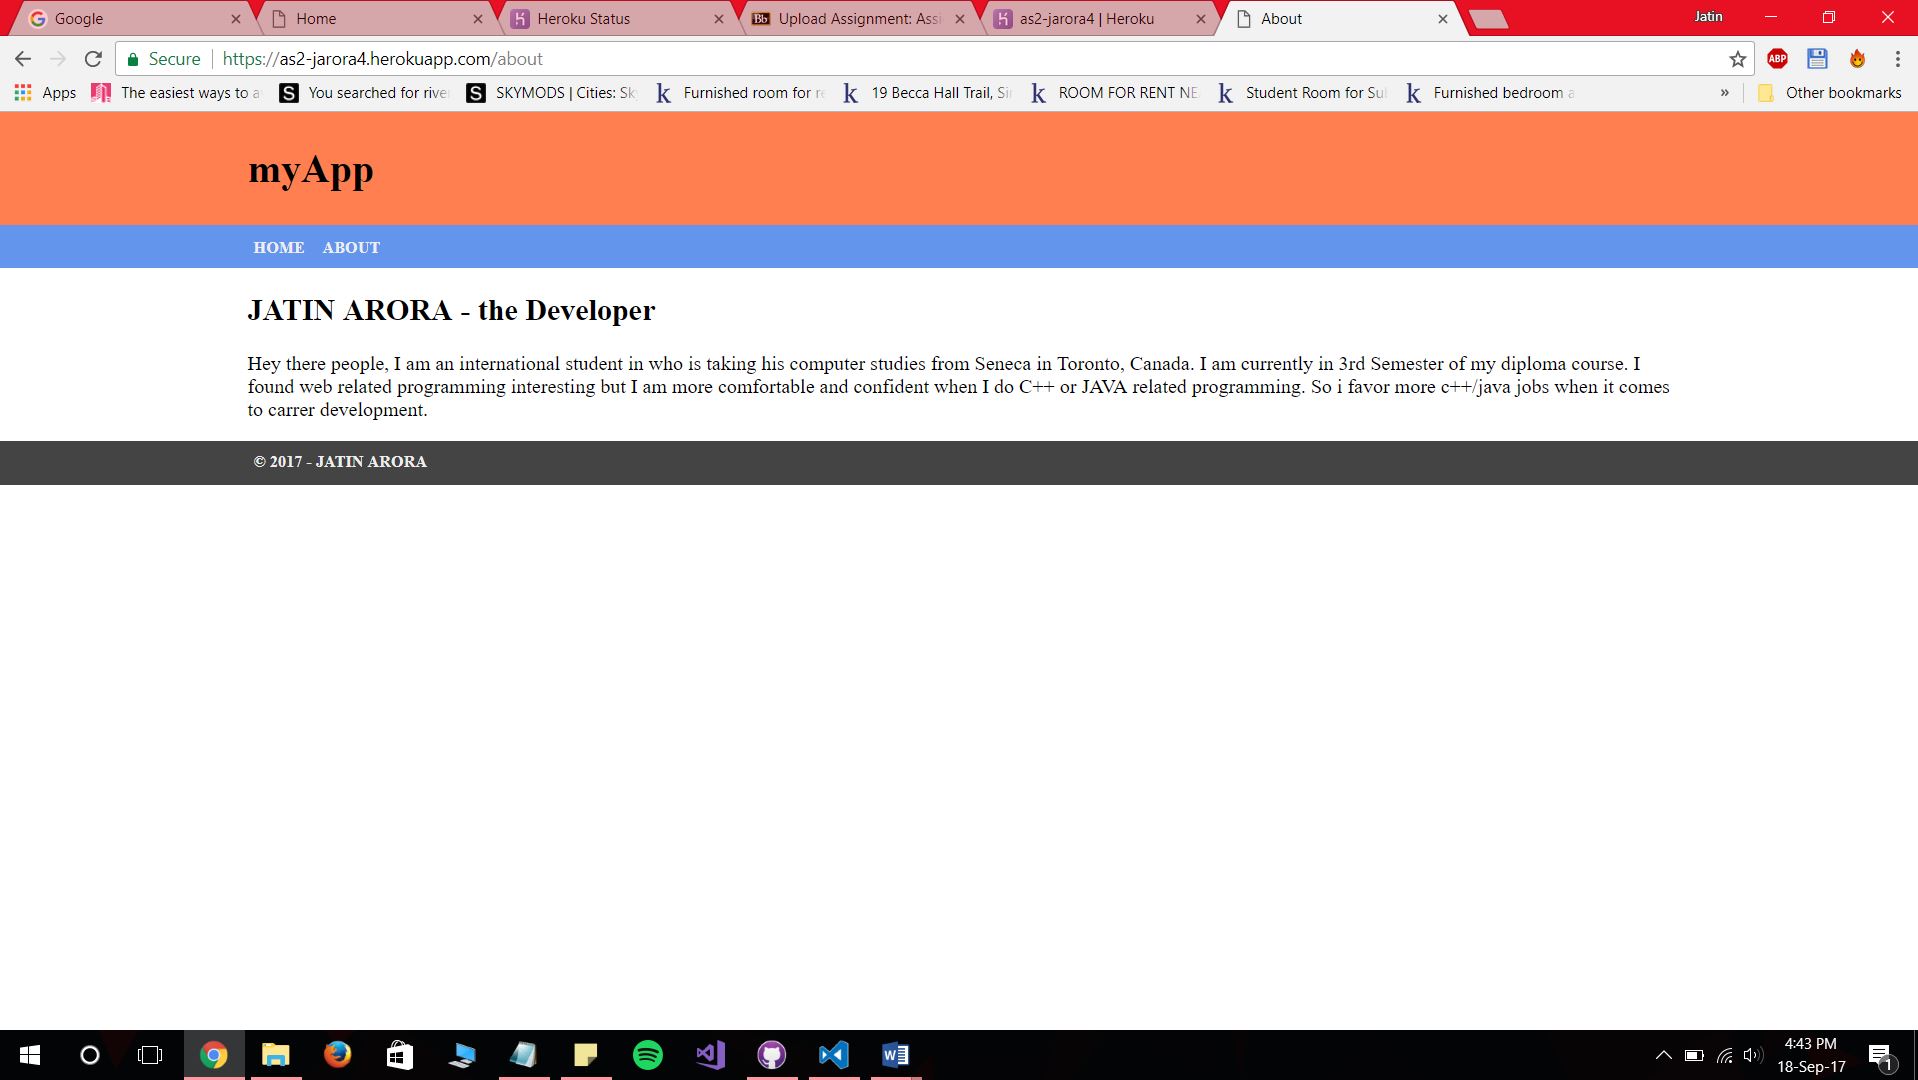 Google
Home
Heroku Status
Upload Assignment: Assi
as2-jarora4 | Heroku
About
Jatin
Secure
https://as2-jarora4.herokuapp.com/about
ABP
Apps
The easiest ways to a
You searched for rive
SKYMODS | Cities: Sk
Furnished room for re
19 Becca Hall Trail, Sir
ROOM FOR RENT NE
Student Room for Sul
Furnished bedroom a
»
Other bookmarks
myApp
HOME ABOUT
JATIN ARORA - the Developer
Hey there people, I am an international student in who is taking his computer studies from Seneca in Toronto, Canada. I am currently in 3rd Semester of my diploma course. I
found web related programming interesting but I am more comfortable and confident when I do C++ or JAVA related programming. So i favor more c++/java jobs when it comes
to carrer development.
© 2017 - JATIN ARORA
4:43 PM
18-Sep-17
1